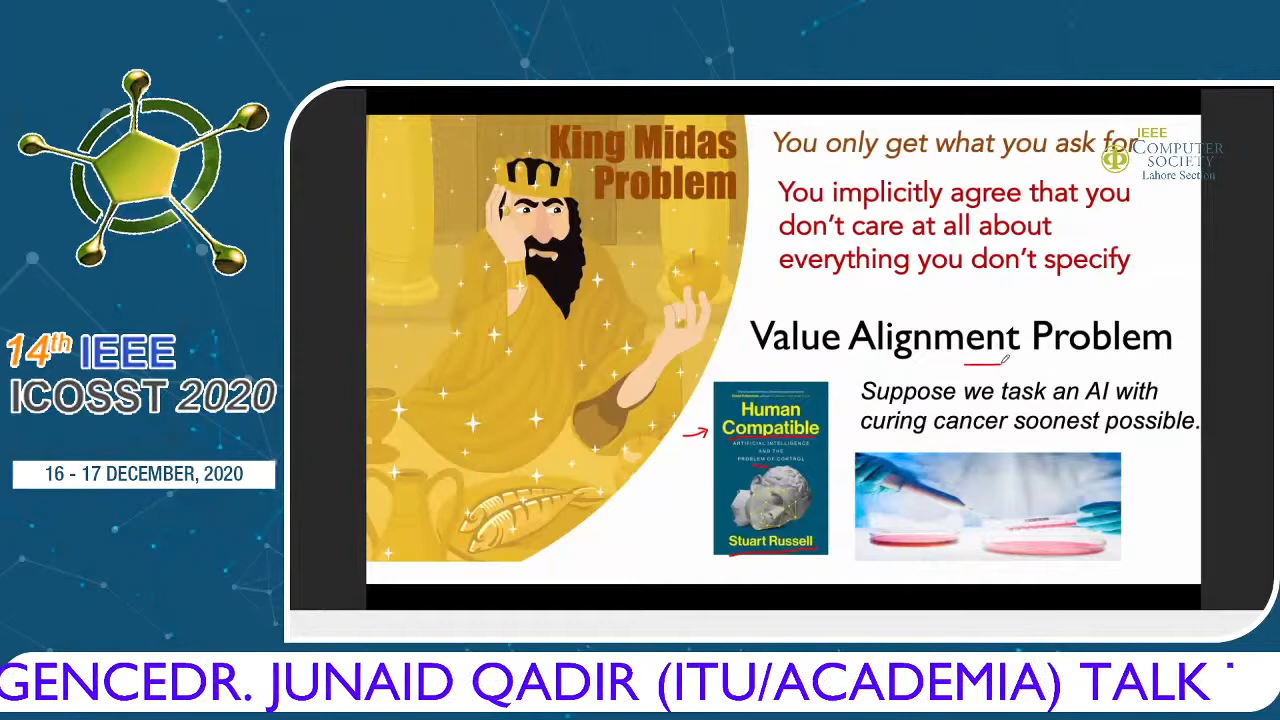 14th IEEE
ICOSST 2020
16 - 17 DECEMBER, 2020
King Midas
Problem
You only get what you ask for
IEEE
COMPUTER
SOCIETY
Lahore Section
You implicitly agree that you
don't care at all about
everything you don't specify
Value Alignment Problem
Human
Compatible
ARTIFICIAL INTELLIGENCE
AND THE
PROBLEM OF CONTROL
Stuart Russell
Suppose we task an AI with
curing cancer soonest possible.
GENCEDR. JUNAID QADIR (ITU/ACADEMIA) TALK